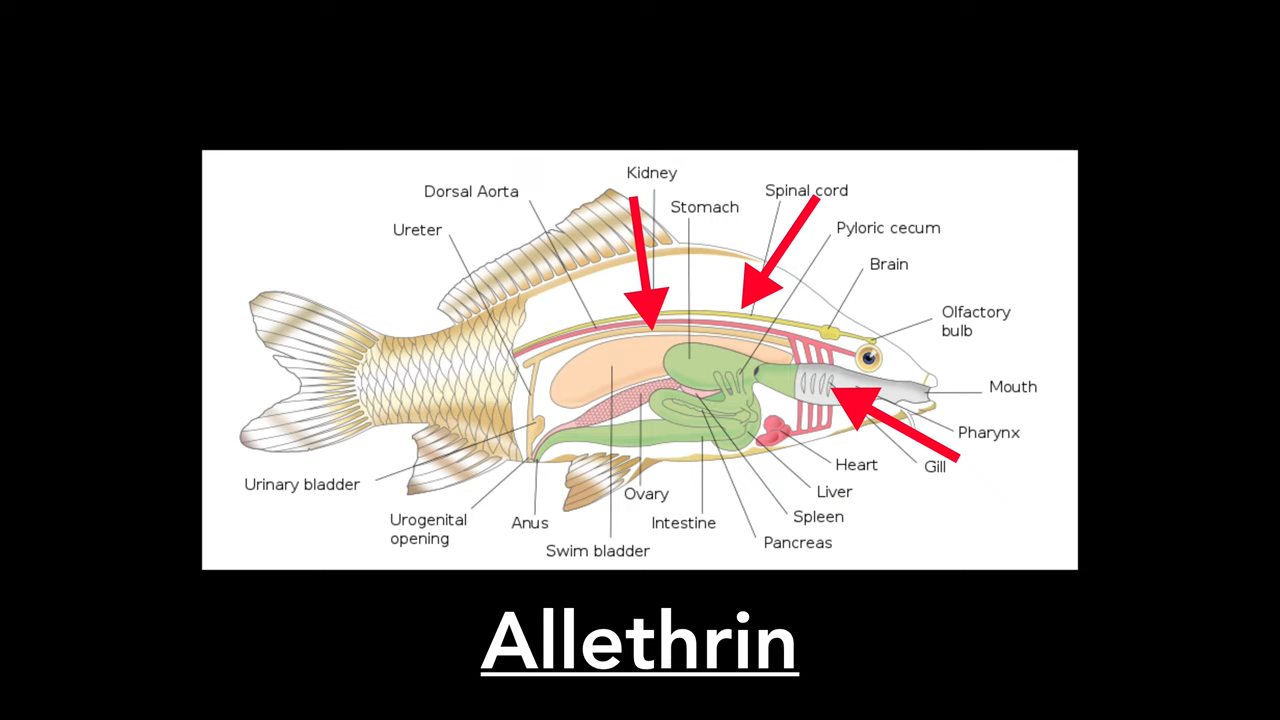 Kidney
Dorsal Aorta
Spinal cord
Stomach
Ureter
Pyloric cecum
Brain
Olfactory
bulb
Mouth
Pharynx
Heart
Gill
Urinary bladder
Liver
Ovary
Spleen
Urogenital
opening
Anus
Intestine
Swim bladder
Pancreas
Allethrin